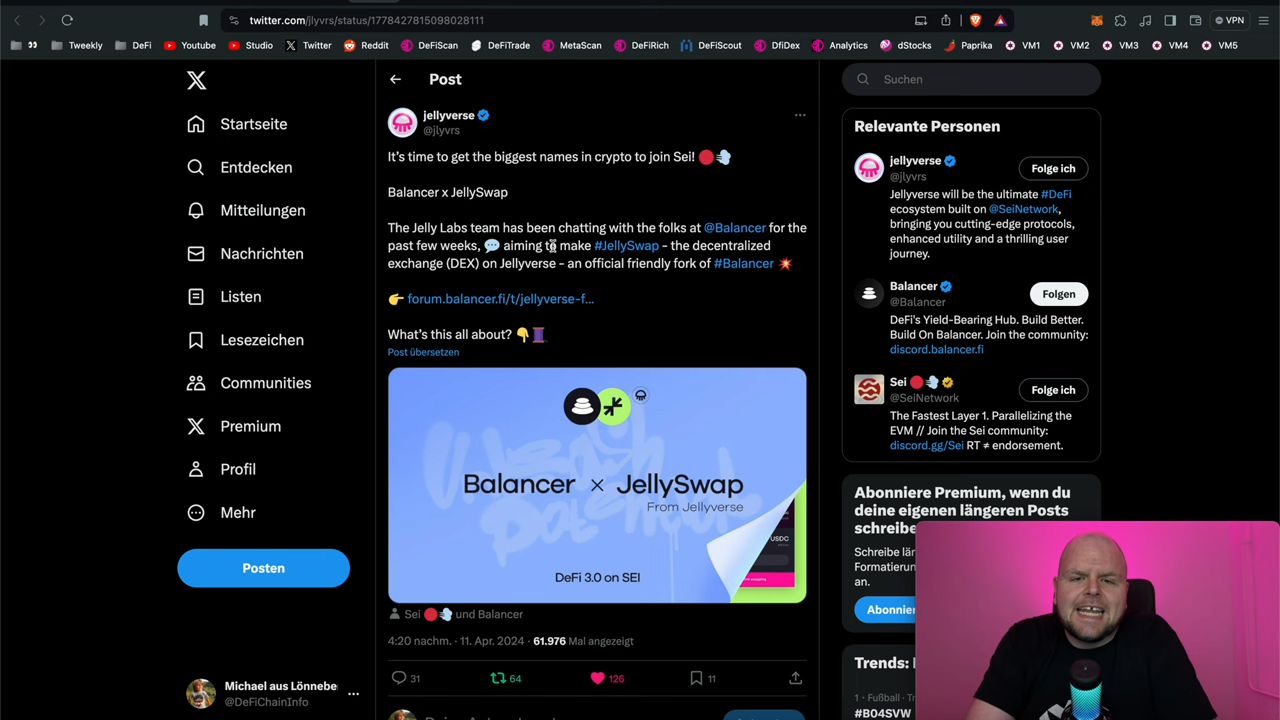 twitter.com/jlyvrs/status/1778427815098028111
VPN
Tweekly
DeFi
Youtube
Studio
Twitter
Reddit
DeFiScan
DeFiTrade
MetaScan
DeFiRich
DeFiScout
DfiDex
Analytics
dStocks
Paprika
VM1
VM2
VM3
VM4
VM5
Startseite
Entdecken
Mitteilungen
Nachrichten
Listen
Lesezeichen
Communities
Premium
Profil
Mehr
Posten
Michael aus Lönnebe
@DeFiChainInfo
Post
jellyverse
@jlyvrs
It’s time to get the biggest names in crypto to join Sei! 🔴💨
Balancer x JellySwap
The Jelly Labs team has been chatting with the folks at @Balancer for the
past few weeks, 💬 aiming to make #JellySwap - the decentralized
exchange (DEX) on Jellyverse - an official friendly fork of #Balancer 💥
👉 forum.balancer.fi/t/jellyverse-f…
What’s this all about? 👇🧵
Post übersetzen
Balancer × JellySwap
From Jellyverse
USDC
DeFi 3.0 on SEI
Sei 🔴💨 und Balancer
4:20 nachm. · 11. Apr. 2024 · 61.976 Mal angezeigt
31
64
126
11
Suchen
Relevante Personen
jellyverse
@jlyvrs
Folge ich
Jellyverse will be the ultimate #DeFi
ecosystem built on @SeiNetwork,
bringing you cutting-edge protocols,
enhanced utility and a thrilling user
journey.
Balancer
@Balancer
Folgen
DeFi's Yield-Bearing Hub. Build Better.
Build On Balancer. Join the community:
discord.balancer.fi
Sei 🔴💨
@SeiNetwork
Folge ich
The Fastest Layer 1. Parallelizing the
EVM // Join the Sei community:
discord.gg/Sei RT ≠ endorsement.
Abonniere Premium, wenn du
deine eigenen längeren Posts
schreibe
Schreibe lä
Formatierun
an.
Abonnier
Trends:
1 · Fußball · Tr
#B04SVW